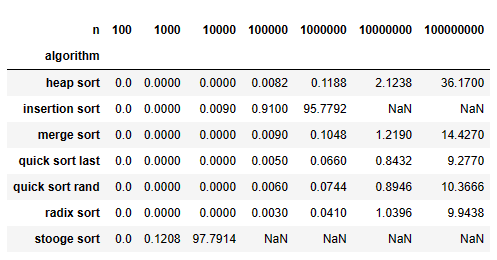 n 100 1000 10000 100000 1000000 10000000 100000000
algorithm
heap sort 0.0 0.0000 0.0000 0.0082 0.1188 2.1238 36.1700
insertion sort 0.0 0.0000 0.0090 0.9100 95.7792 NaN NaN
merge sort 0.0 0.0000 0.0000 0.0090 0.1048 1.2190 14.4270
quick sort last 0.0 0.0000 0.0000 0.0050 0.0660 0.8432 9.2770
quick sort rand 0.0 0.0000 0.0000 0.0060 0.0744 0.8946 10.3666
radix sort 0.0 0.0000 0.0000 0.0030 0.0410 1.0396 9.9438
stooge sort 0.0 0.1208 97.7914 NaN NaN NaN NaN